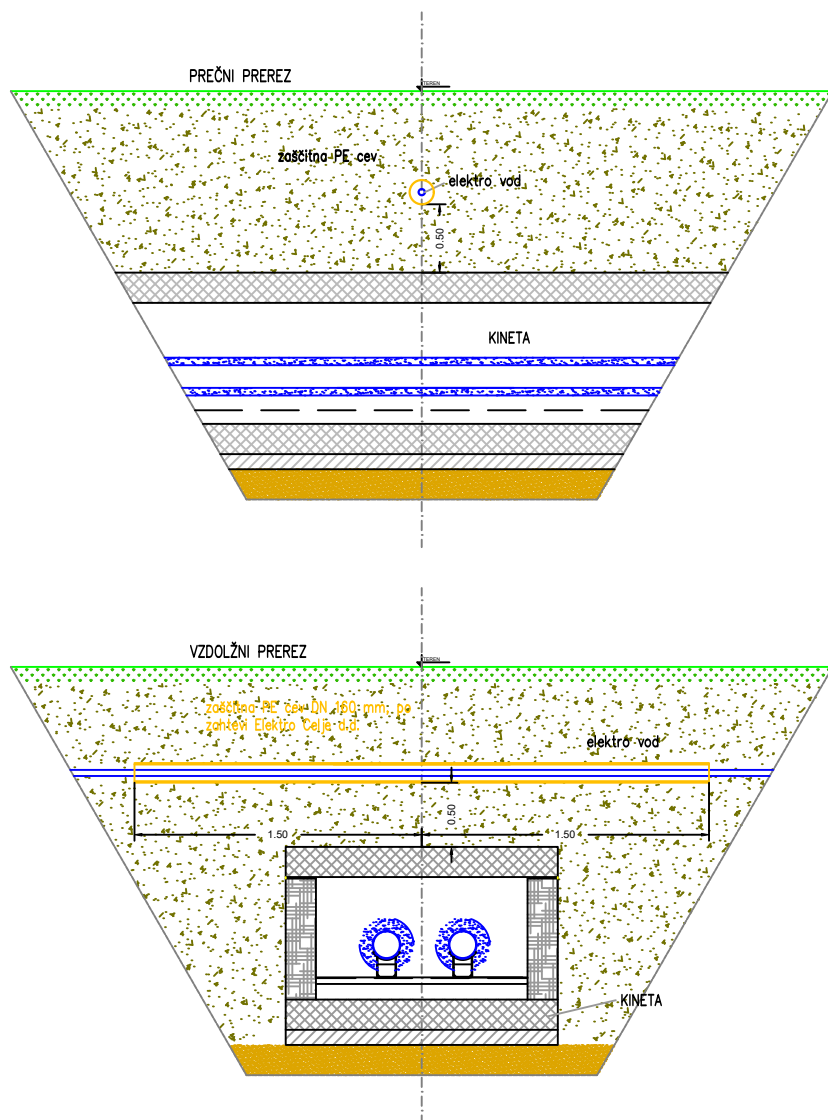 PREČNI PREREZ
TEREN
zaščitna PE cev
elektro vod
0.50
KINETA
VZDOLŽNI PREREZ
TEREN
zaščitna PE cev DN 160 mm, po
zahtevi Elektro Celje d.d.
elektro vod
0.50
1.50
1.50
KINETA